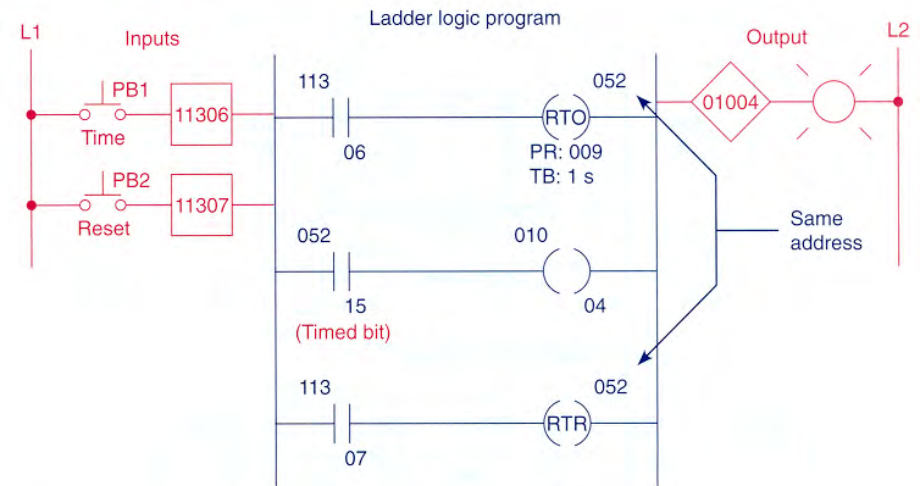 Ladder logic program
L1
Inputs
Output
L2
PB1
11306
Time
113
06
052
RTO
PR: 009
TB: 1 s
01004
PB2
11307
Reset
Same
address
052
15
(Timed bit)
010
04
113
07
052
RTR